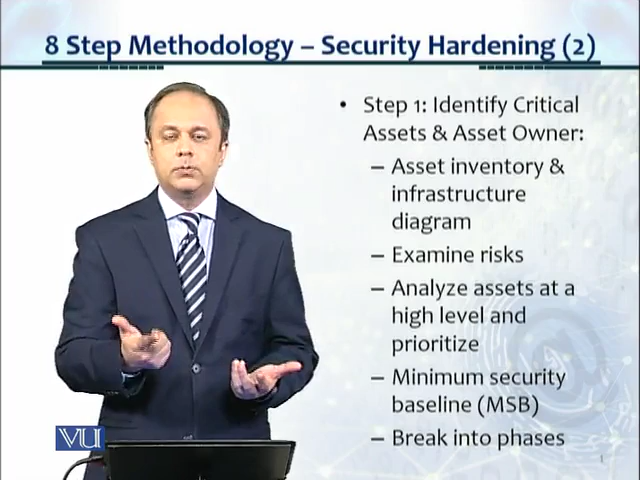 8 Step Methodology – Security Hardening (2)
• Step 1: Identify Critical
Assets & Asset Owner:
– Asset inventory &
infrastructure
diagram
– Examine risks
– Analyze assets at a
high level and
prioritize
– Minimum security
baseline (MSB)
– Break into phases
VU
1